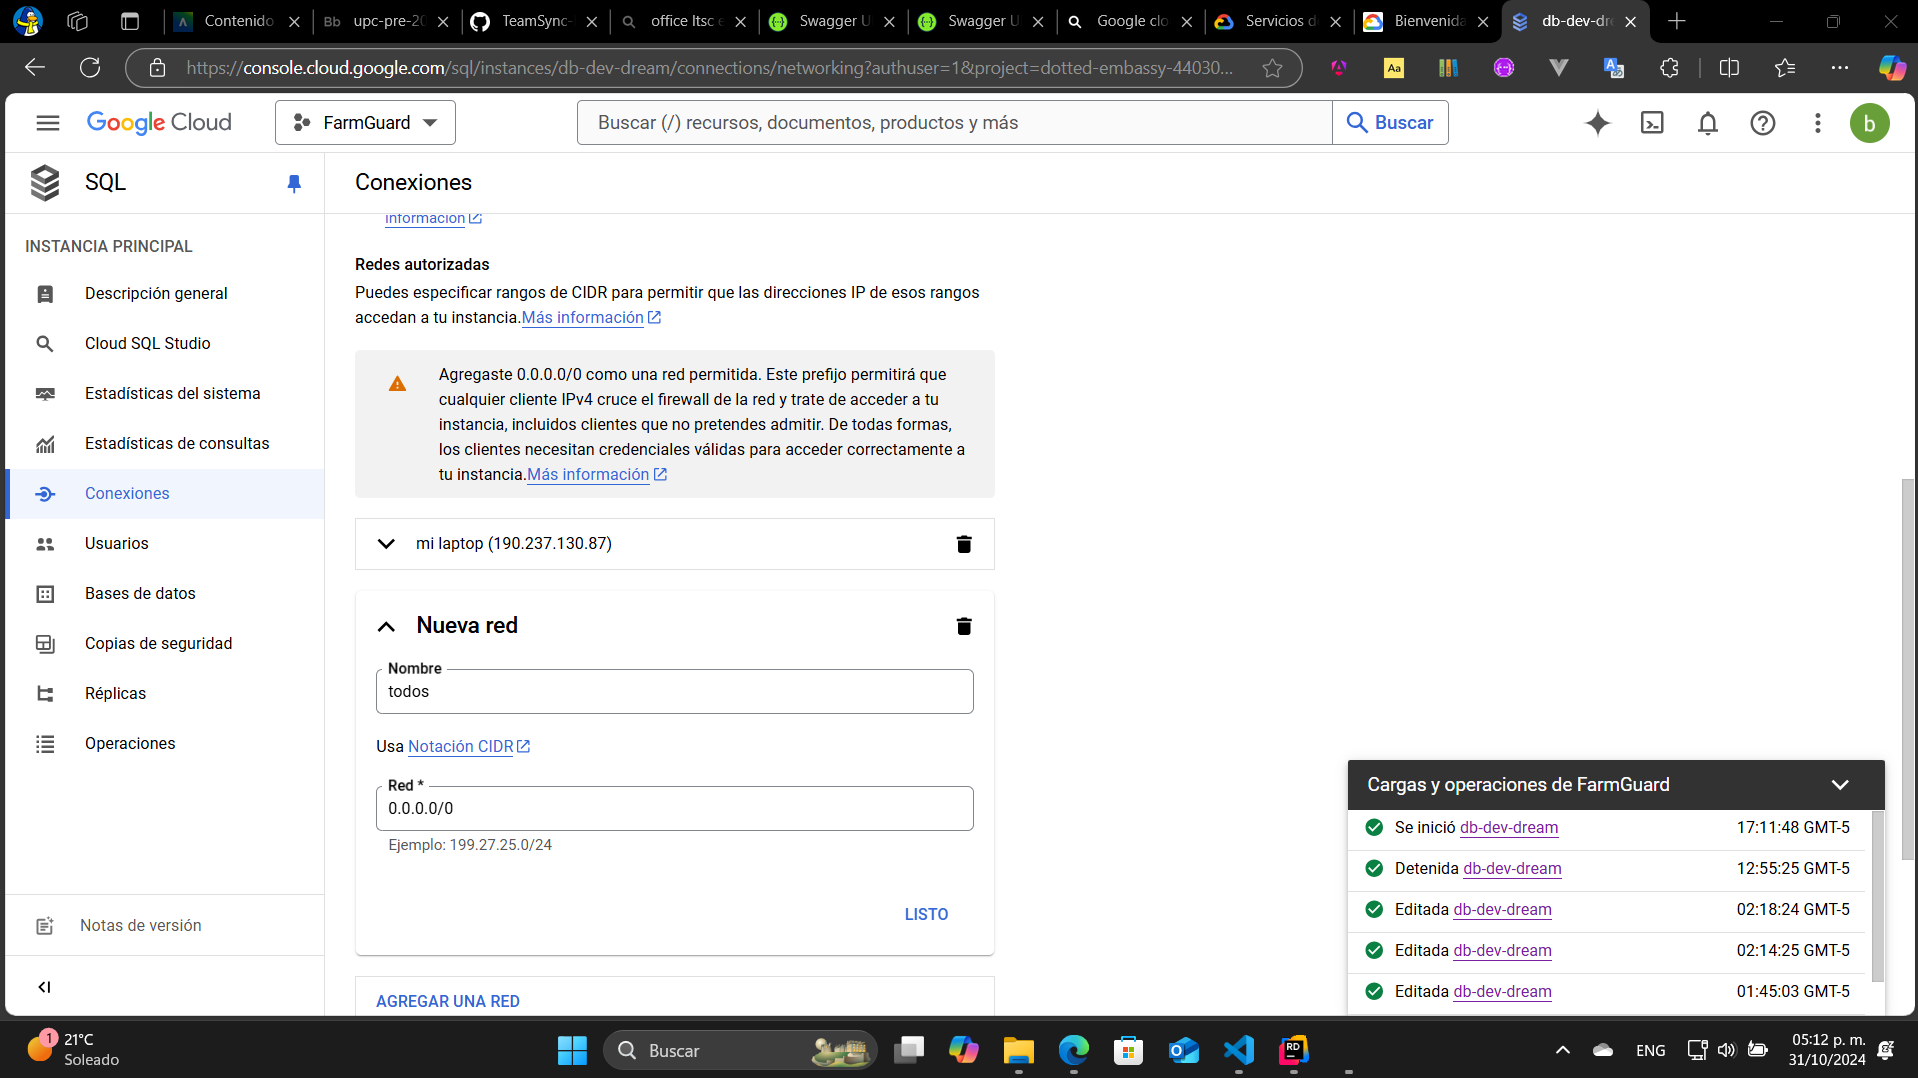 Contenido
Bb upc-pre-20
TeamSync-
office ltsc e
Swagger U
Swagger U
Google clo
Servicios d
Bienvenida
db-dev-dre
https://console.cloud.google.com/sql/instances/db-dev-dream/connections/networking?authuser=1&project=dotted-embassy-44030...
Aa
Google Cloud
FarmGuard
Buscar (/) recursos, documentos, productos y más
Buscar
b
SQL
Conexiones
INSTANCIA PRINCIPAL
Descripción general
Cloud SQL Studio
Estadísticas del sistema
Estadísticas de consultas
Conexiones
Usuarios
Bases de datos
Copias de seguridad
Réplicas
Operaciones
Notas de versión
información
Redes autorizadas
Puedes especificar rangos de CIDR para permitir que las direcciones IP de esos rangos
accedan a tu instancia.Más información
Agregaste 0.0.0.0/0 como una red permitida. Este prefijo permitirá que
cualquier cliente IPv4 cruce el firewall de la red y trate de acceder a tu
instancia, incluidos clientes que no pretendes admitir. De todas formas,
los clientes necesitan credenciales válidas para acceder correctamente a
tu instancia.Más información
mi laptop (190.237.130.87)
Nueva red
Nombre
todos
Usa Notación CIDR
Red *
0.0.0.0/0
Ejemplo: 199.27.25.0/24
LISTO
AGREGAR UNA RED
Cargas y operaciones de FarmGuard
Se inició db-dev-dream 17:11:48 GMT-5
Detenida db-dev-dream 12:55:25 GMT-5
Editada db-dev-dream 02:18:24 GMT-5
Editada db-dev-dream 02:14:25 GMT-5
Editada db-dev-dream 01:45:03 GMT-5
1
21°C
Soleado
Buscar
RD
ENG
05:12 p. m.
31/10/2024